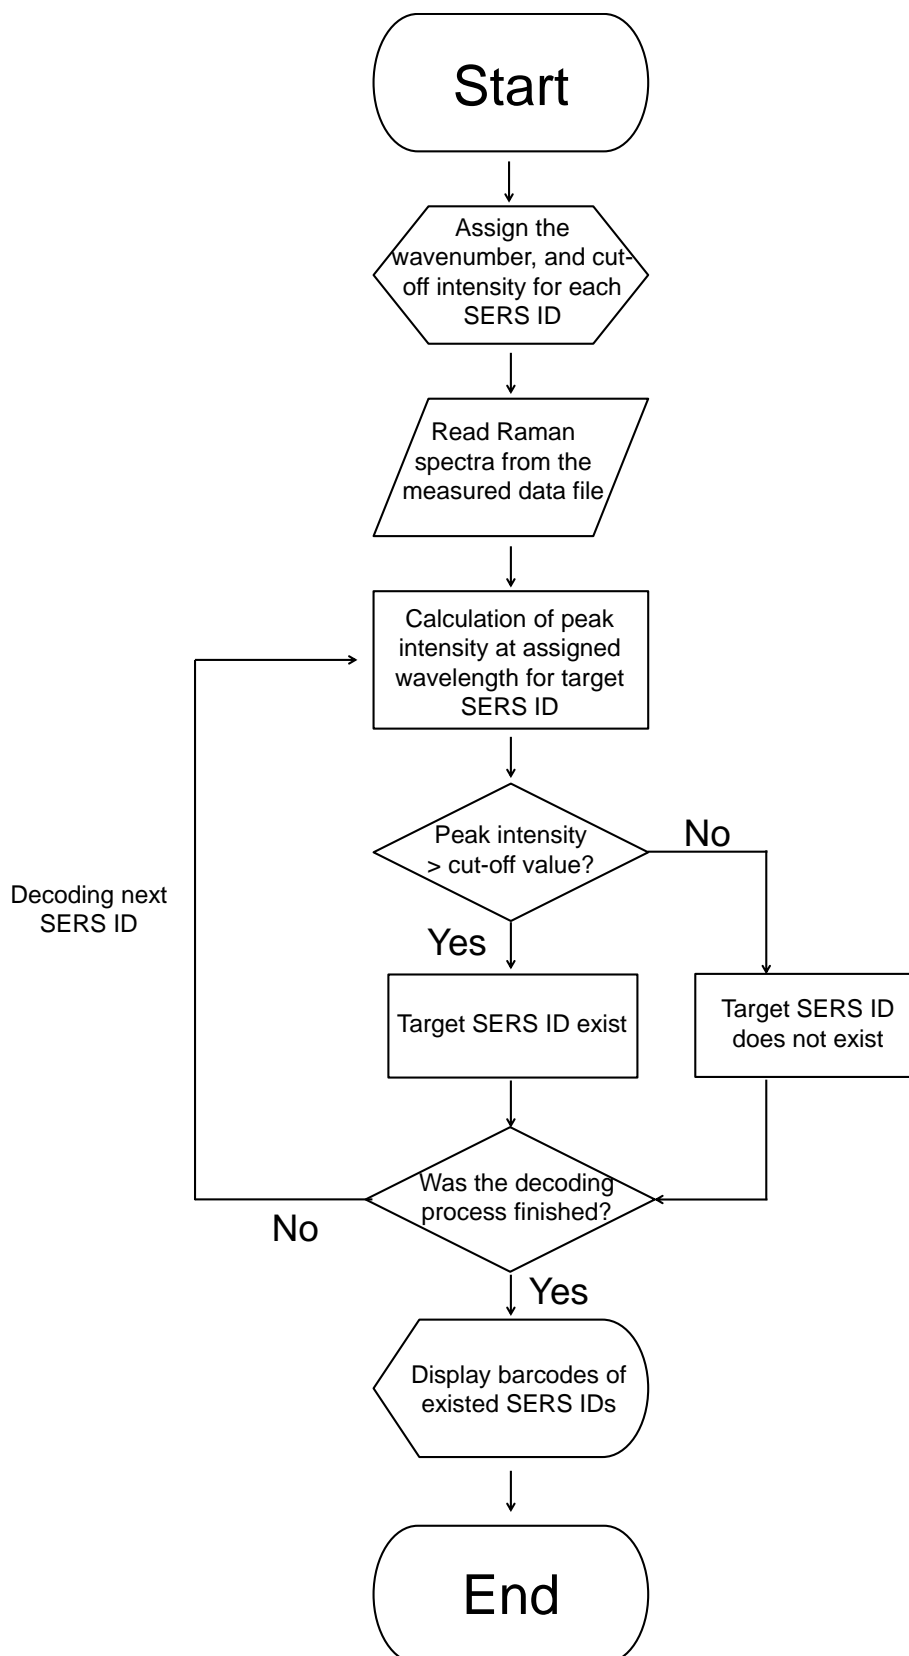 Start
Assign the
wavenumber, and cut-
off intensity for each
SERS ID
Read Raman
spectra from the
measured data file
Calculation of peak
intensity at assigned
wavelength for target
SERS ID
Peak intensity
> cut-off value?
No
Decoding next
SERS ID
Yes
Target SERS ID exist
Target SERS ID
does not exist
Was the decoding
process finished?
No
Yes
Display barcodes of
existed SERS IDs
End